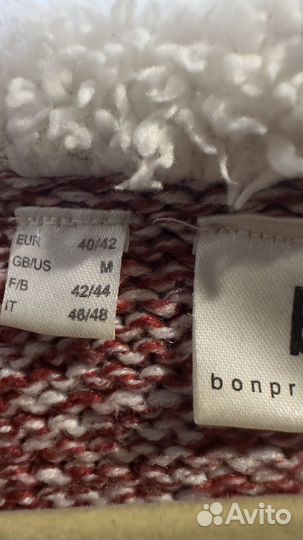 EUR 40/42
GB/US M
F/B 42/44
IT 46/48
bonpr
Avito